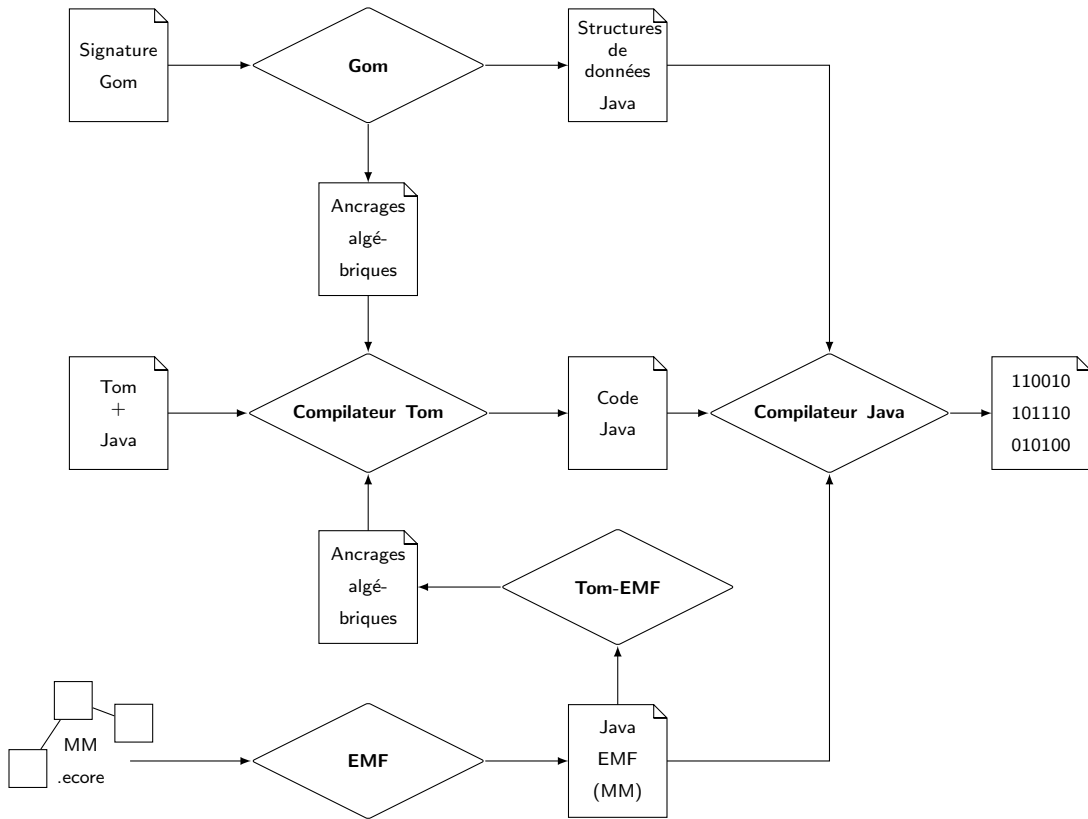 Signature
Gom
Gom
Structures
de
données
Java
Ancrages
algé-
briques
Tom
+
Java
Compilateur Tom
Code
Java
Compilateur Java
110010
101110
010100
Ancrages
algé-
briques
Tom-EMF
MM
.ecore
EMF
Java
EMF
(MM)